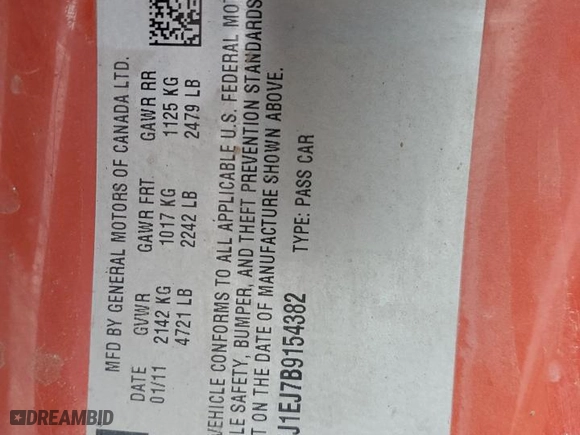 MFD BY GENERAL MOTORS OF CANADA LTD.
DATE GVWR GAWR FRT GAWR RR
01/11 2142 KG 1017 KG 1125 KG
4721 LB 2242 LB 2479 LB
VEHICLE CONFORMS TO ALL APPLICABLE U.S. FEDERAL MOT
LE SAFETY, BUMPER, AND THEFT PREVENTION STANDARDS
T ON THE DATE OF MANUFACTURE SHOWN ABOVE.
J1EJ7B9154382 TYPE: PASS CAR
DREAMBID